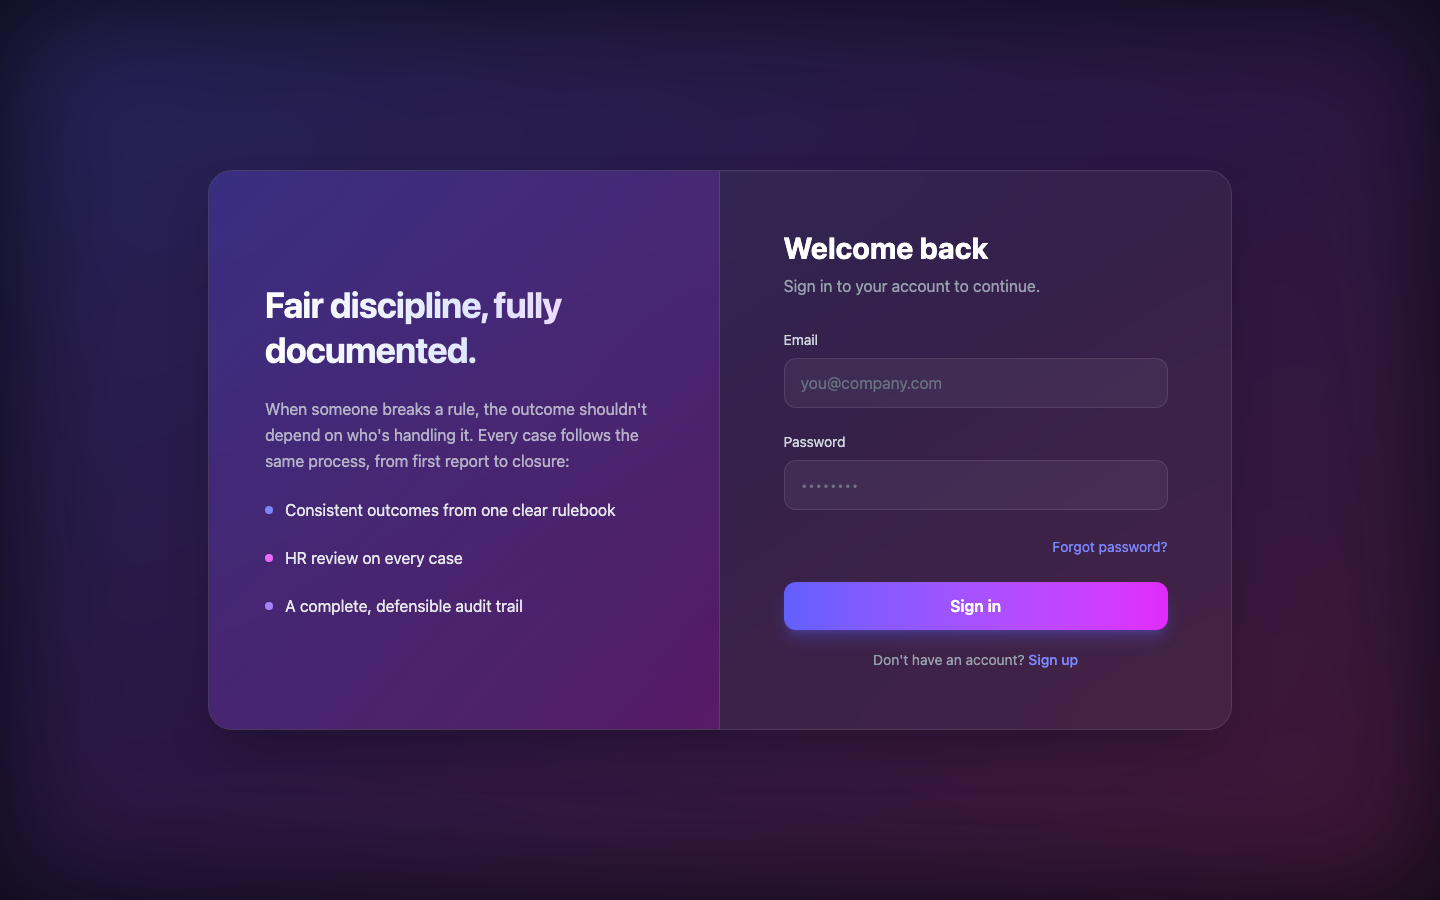 Fair discipline, fully
documented.
When someone breaks a rule, the outcome shouldn't
depend on who's handling it. Every case follows the
same process, from first report to closure:
Consistent outcomes from one clear rulebook
HR review on every case
A complete, defensible audit trail
Welcome back
Sign in to your account to continue.
Email
you@company.com
Password
••••••••
Forgot password?
Sign in
Don't have an account? Sign up